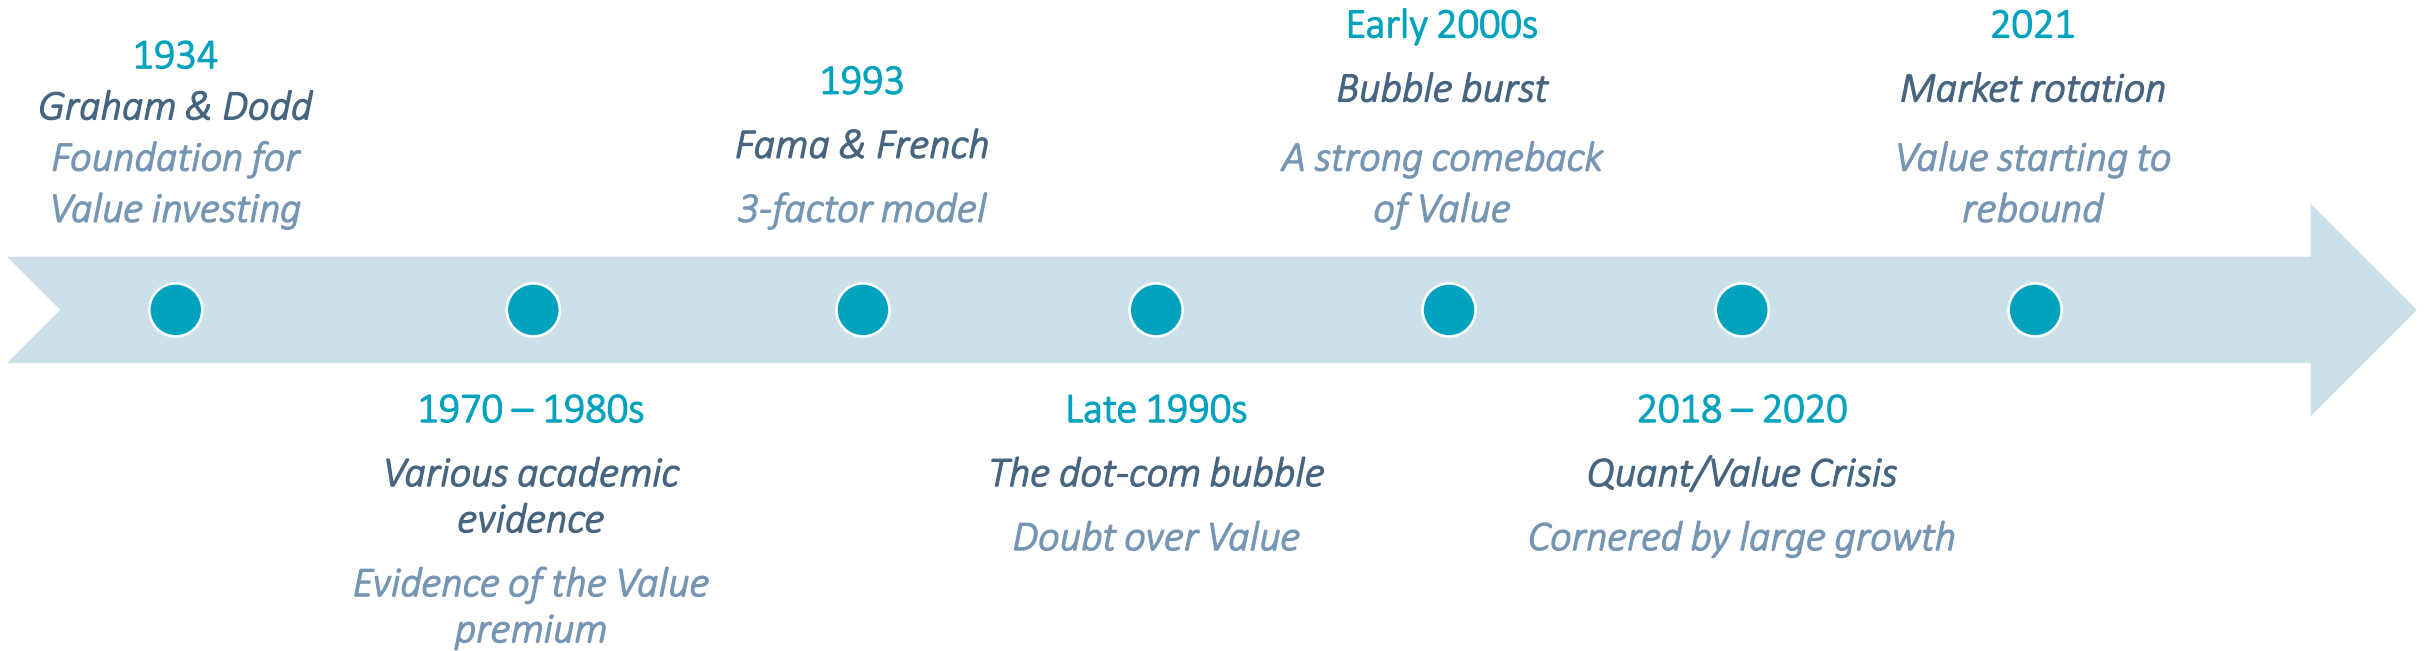 1934
Graham & Dodd
Foundation for
Value investing
1970 – 1980s
Various academic
evidence
Evidence of the Value
premium
1993
Fama & French
3-factor model
Late 1990s
The dot-com bubble
Doubt over Value
Early 2000s
Bubble burst
A strong comeback
of Value
2018 – 2020
Quant/Value Crisis
Cornered by large growth
2021
Market rotation
Value starting to
rebound